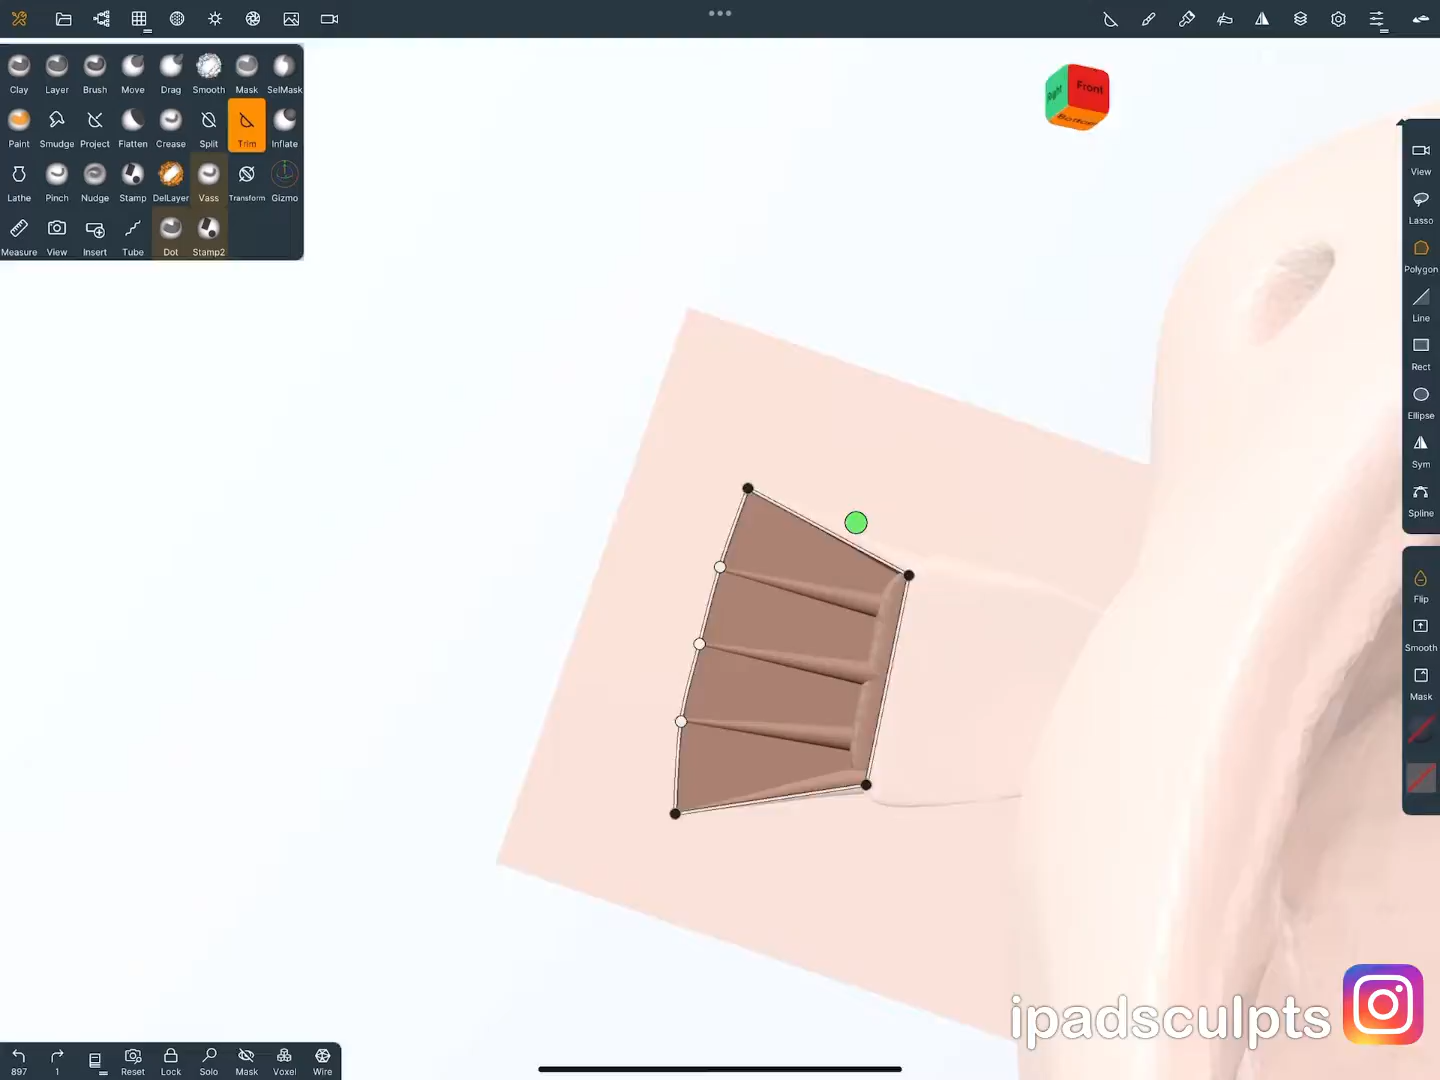 Clay Layer Brush Move Drag Smooth Mask SelMask
Paint Smudge Project Flatten Crease Split Trim Inflate
Lathe Pinch Nudge Stamp DelLayer Vass Transform Gizmo
Measure View Insert Tube Dot Stamp2
Right Front
Bottom
View
Lasso
Polygon
Line
Rect
Ellipse
Sym
Spline
Flip
Smooth
Mask
ipadsculpts
897 1 Reset Lock Solo Mask Voxel Wire